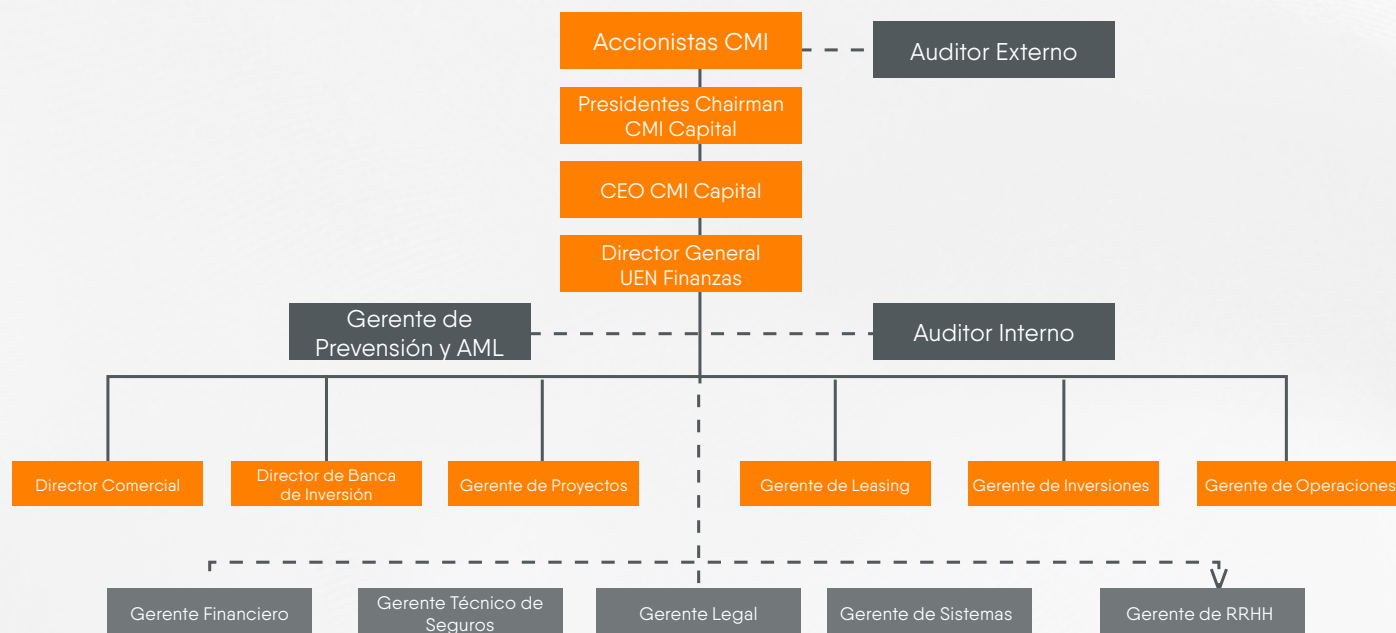 Accionistas CMI
Auditor Externo
Presidentes Chairman
CMI Capital
CEO CMI Capital
Director General
UEN Finanzas
Gerente de
Prevensión y AML
Auditor Interno
Director Comercial
Director de Banca
de Inversión
Gerente de Proyectos
Gerente de Leasing
Gerente de Inversiones
Gerente de Operaciones
Gerente Financiero
Gerente Técnico de
Seguros
Gerente Legal
Gerente de Sistemas
Gerente de RRHH